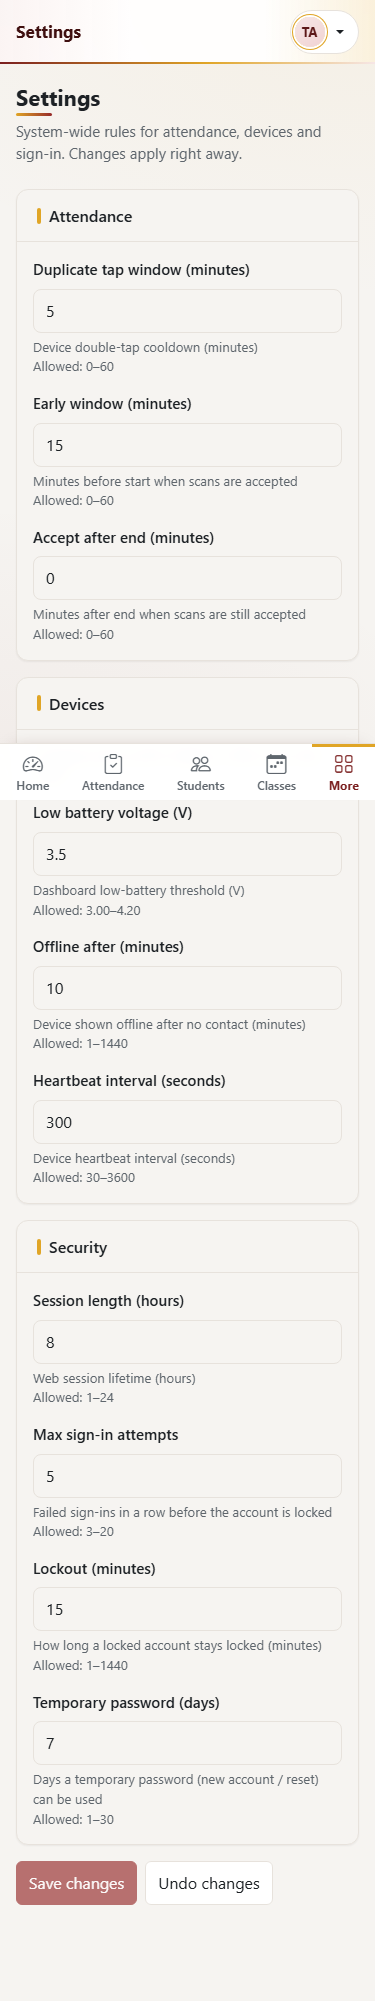 Settings
TA
Settings
System-wide rules for attendance, devices and
sign-in. Changes apply right away.
Attendance
Duplicate tap window (minutes)
5
Device double-tap cooldown (minutes)
Allowed: 0–60
Early window (minutes)
15
Minutes before start when scans are accepted
Allowed: 0–60
Accept after end (minutes)
0
Minutes after end when scans are still accepted
Allowed: 0–60
Devices
Home Attendance Students Classes More
Low battery voltage (V)
3.5
Dashboard low-battery threshold (V)
Allowed: 3.00–4.20
Offline after (minutes)
10
Device shown offline after no contact (minutes)
Allowed: 1–1440
Heartbeat interval (seconds)
300
Device heartbeat interval (seconds)
Allowed: 30–3600
Security
Session length (hours)
8
Web session lifetime (hours)
Allowed: 1–24
Max sign-in attempts
5
Failed sign-ins in a row before the account is locked
Allowed: 3–20
Lockout (minutes)
15
How long a locked account stays locked (minutes)
Allowed: 1–1440
Temporary password (days)
7
Days a temporary password (new account / reset)
can be used
Allowed: 1–30
Save changes Undo changes